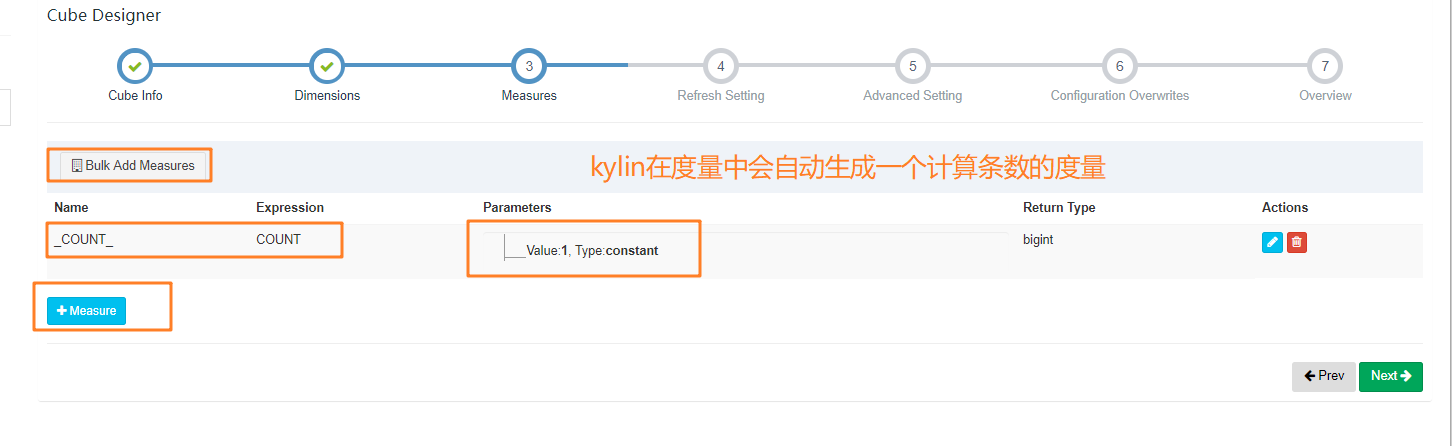 Cube Designer
3 4 5 6 7
Cube Info Dimensions Measures Refresh Setting Advanced Setting Configuration Overwrites Overview
Bulk Add Measures kylin在度量中会自动生成一个计算条数的度量
Name Expression Parameters Return Type Actions
_COUNT_ COUNT Value:1, Type:constant bigint
+ Measure
Prev Next